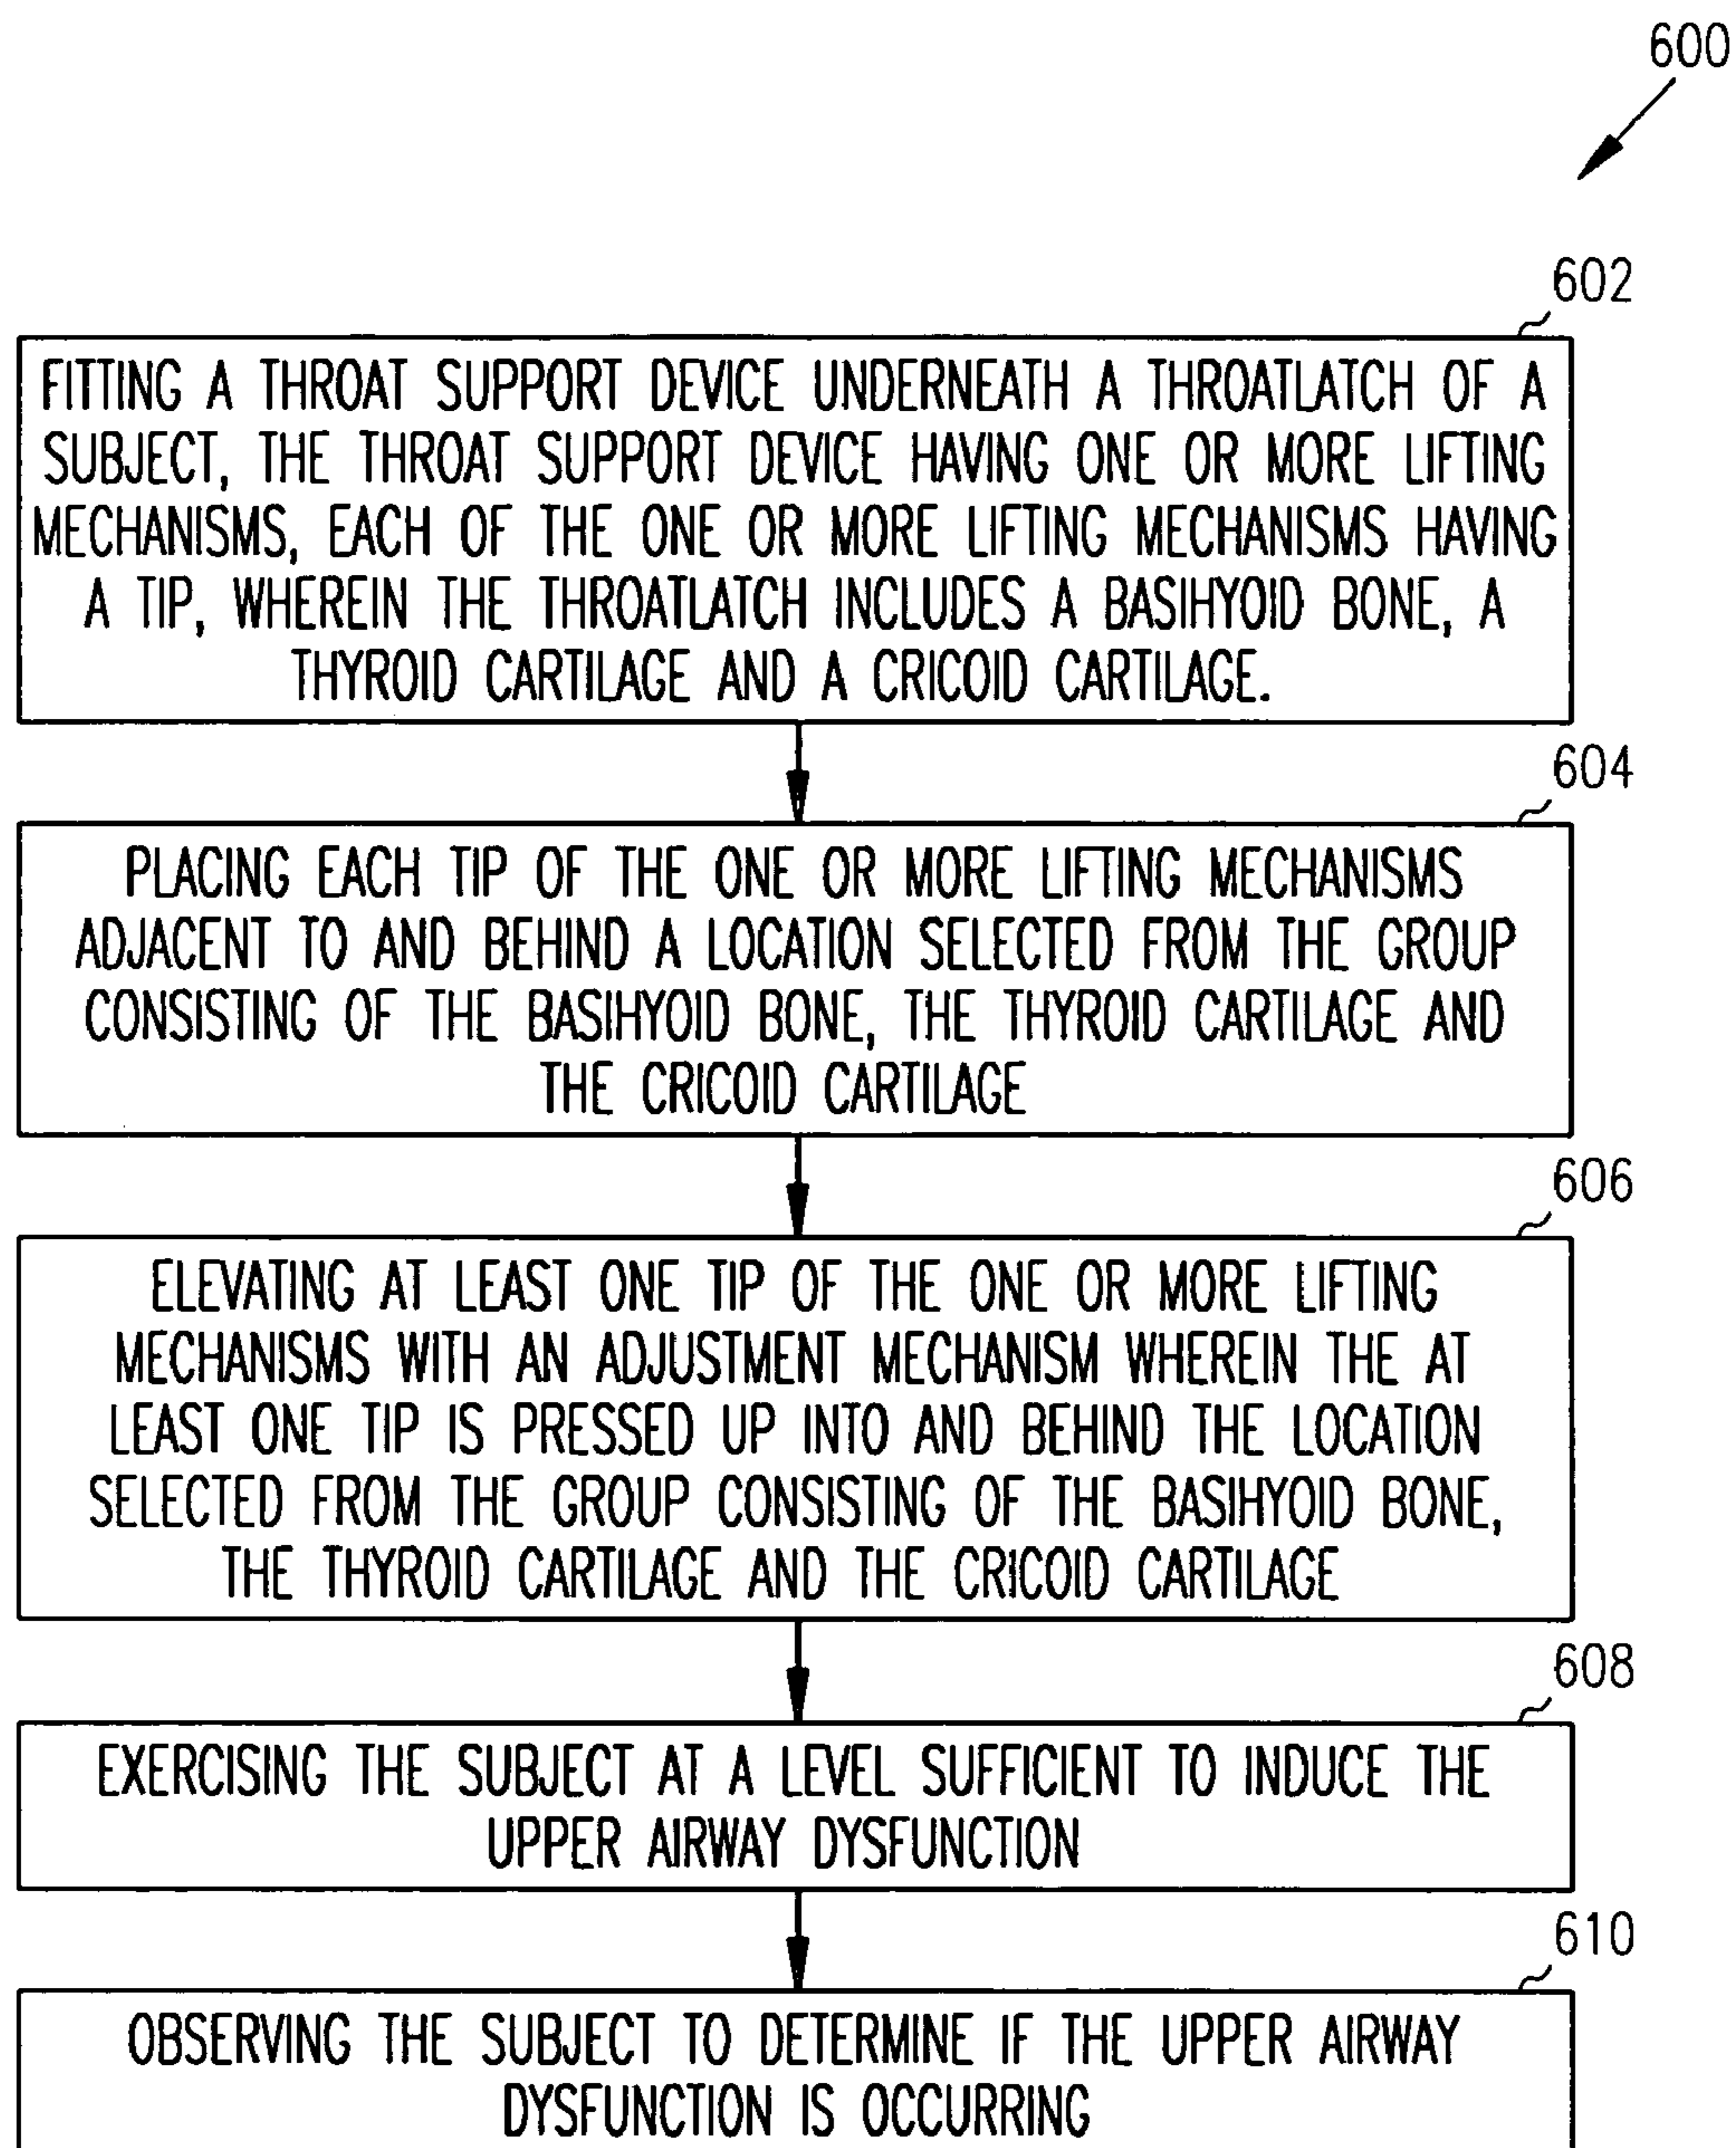 600
602
FITTING A THROAT SUPPORT DEVICE UNDERNEATH A THROATLATCH OF A
SUBJECT, THE THROAT SUPPORT DEVICE HAVING ONE OR MORE LIFTING
MECHANISMS, EACH OF THE ONE OR MORE LIFTING MECHANISMS HAVING
A TIP, WHEREIN THE THROATLATCH INCLUDES A BASIHYOID BONE, A
THYROID CARTILAGE AND A CRICOID CARTILAGE.
604
PLACING EACH TIP OF THE ONE OR MORE LIFTING MECHANISMS
ADJACENT TO AND BEHIND A LOCATION SELECTED FROM THE GROUP
CONSISTING OF THE BASIHYOID BONE, THE THYROID CARTILAGE AND
THE CRICOID CARTILAGE
606
ELEVATING AT LEAST ONE TIP OF THE ONE OR MORE LIFTING
MECHANISMS WITH AN ADJUSTMENT MECHANISM WHEREIN THE AT
LEAST ONE TIP IS PRESSED UP INTO AND BEHIND THE LOCATION
SELECTED FROM THE GROUP CONSISTING OF THE BASIHYOID BONE,
THE THYROID CARTILAGE AND THE CRICOID CARTILAGE
608
EXERCISING THE SUBJECT AT A LEVEL SUFFICIENT TO INDUCE THE
UPPER AIRWAY DYSFUNCTION
610
OBSERVING THE SUBJECT TO DETERMINE IF THE UPPER AIRWAY
DYSFUNCTION IS OCCURRING